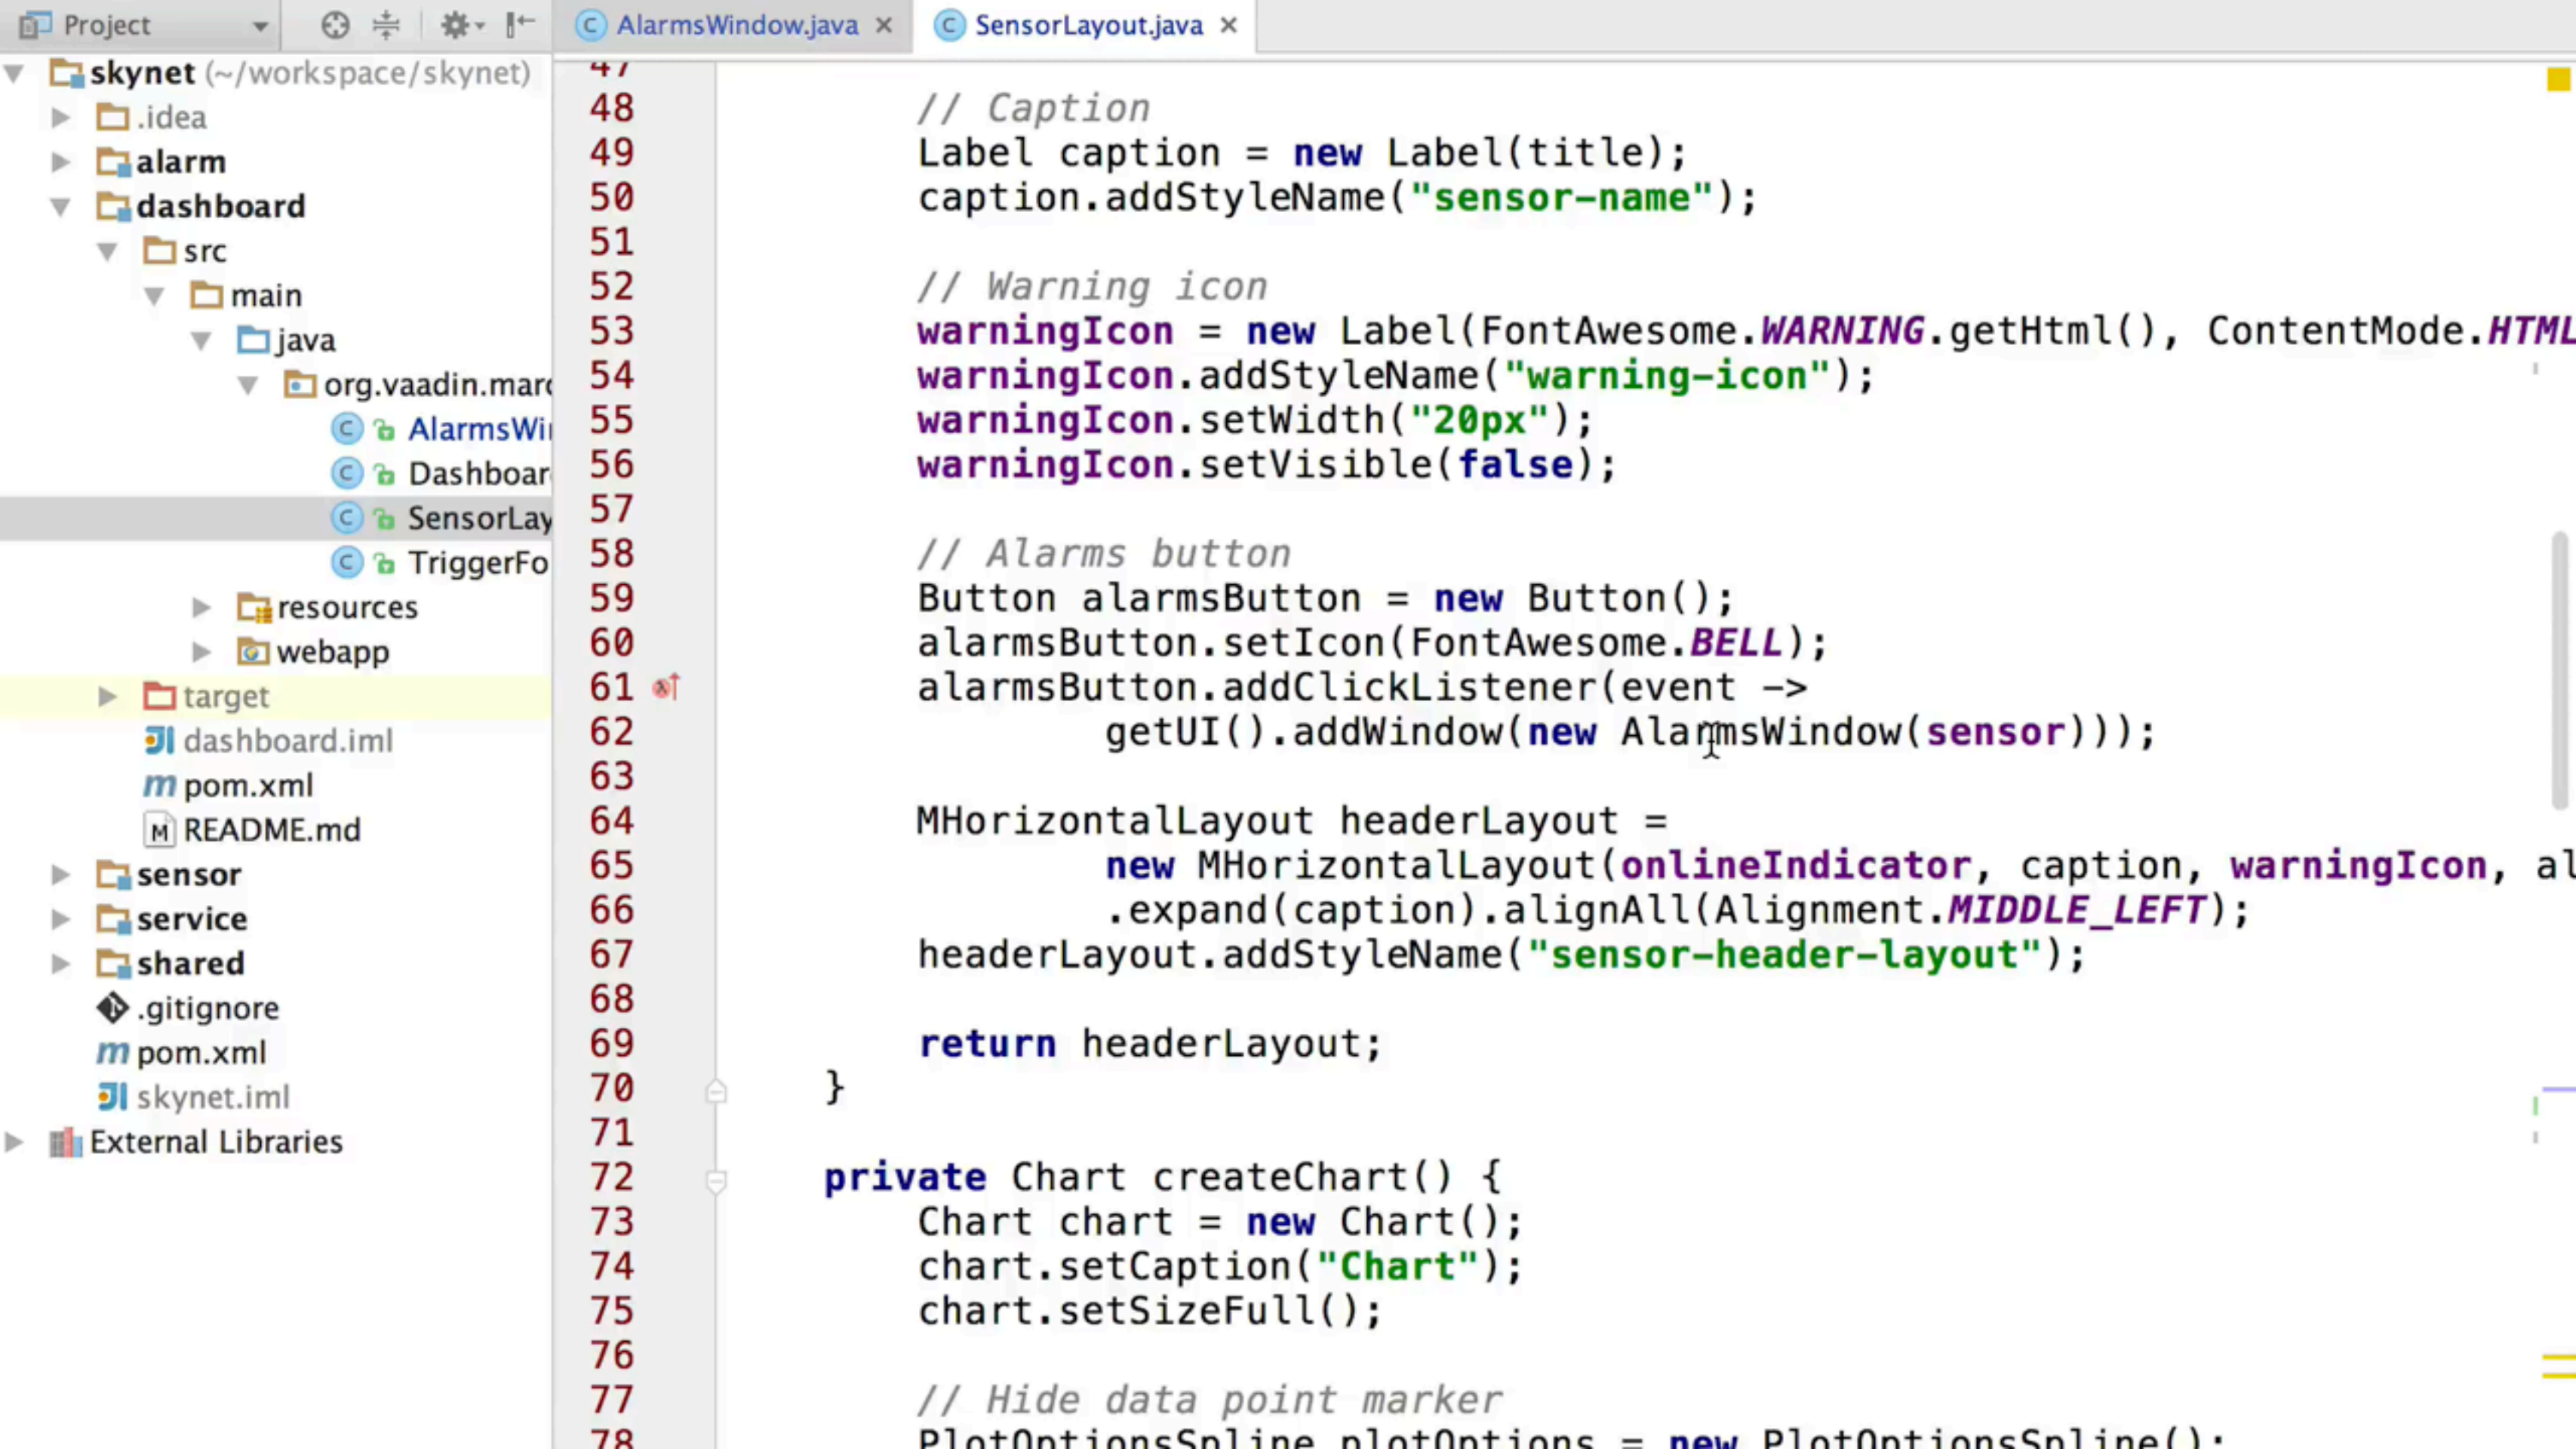 Project
AlarmsWindow.java
SensorLayout.java
skynet (~/workspace/skynet)
.idea
alarm
dashboard
src
main
java
org.vaadin.marc
AlarmsWi
Dashboar
SensorLay
TriggerFo
resources
webapp
target
dashboard.iml
pom.xml
README.md
sensor
service
shared
.gitignore
pom.xml
skynet.iml
External Libraries
47
48 // Caption
49 Label caption = new Label(title);
50 caption.addStyleName("sensor-name");
51
52 // Warning icon
53 warningIcon = new Label(FontAwesome.WARNING.getHtml(), ContentMode.HTML
54 warningIcon.addStyleName("warning-icon");
55 warningIcon.setWidth("20px");
56 warningIcon.setVisible(false);
57
58 // Alarms button
59 Button alarmsButton = new Button();
60 alarmsButton.setIcon(FontAwesome.BELL);
61 alarmsButton.addClickListener(event ->
62 getUI().addWindow(new AlarmsWindow(sensor)));
63
64 MHorizontalLayout headerLayout =
65 new MHorizontalLayout(onlineIndicator, caption, warningIcon, al
66 .expand(caption).alignAll(Alignment.MIDDLE_LEFT);
67 headerLayout.addStyleName("sensor-header-layout");
68
69 return headerLayout;
70 }
71
72 private Chart createChart() {
73 Chart chart = new Chart();
74 chart.setCaption("Chart");
75 chart.setSizeFull();
76
77 // Hide data point marker
78 PlotOptionsSpline plotOptions = new PlotOptionsSpline();